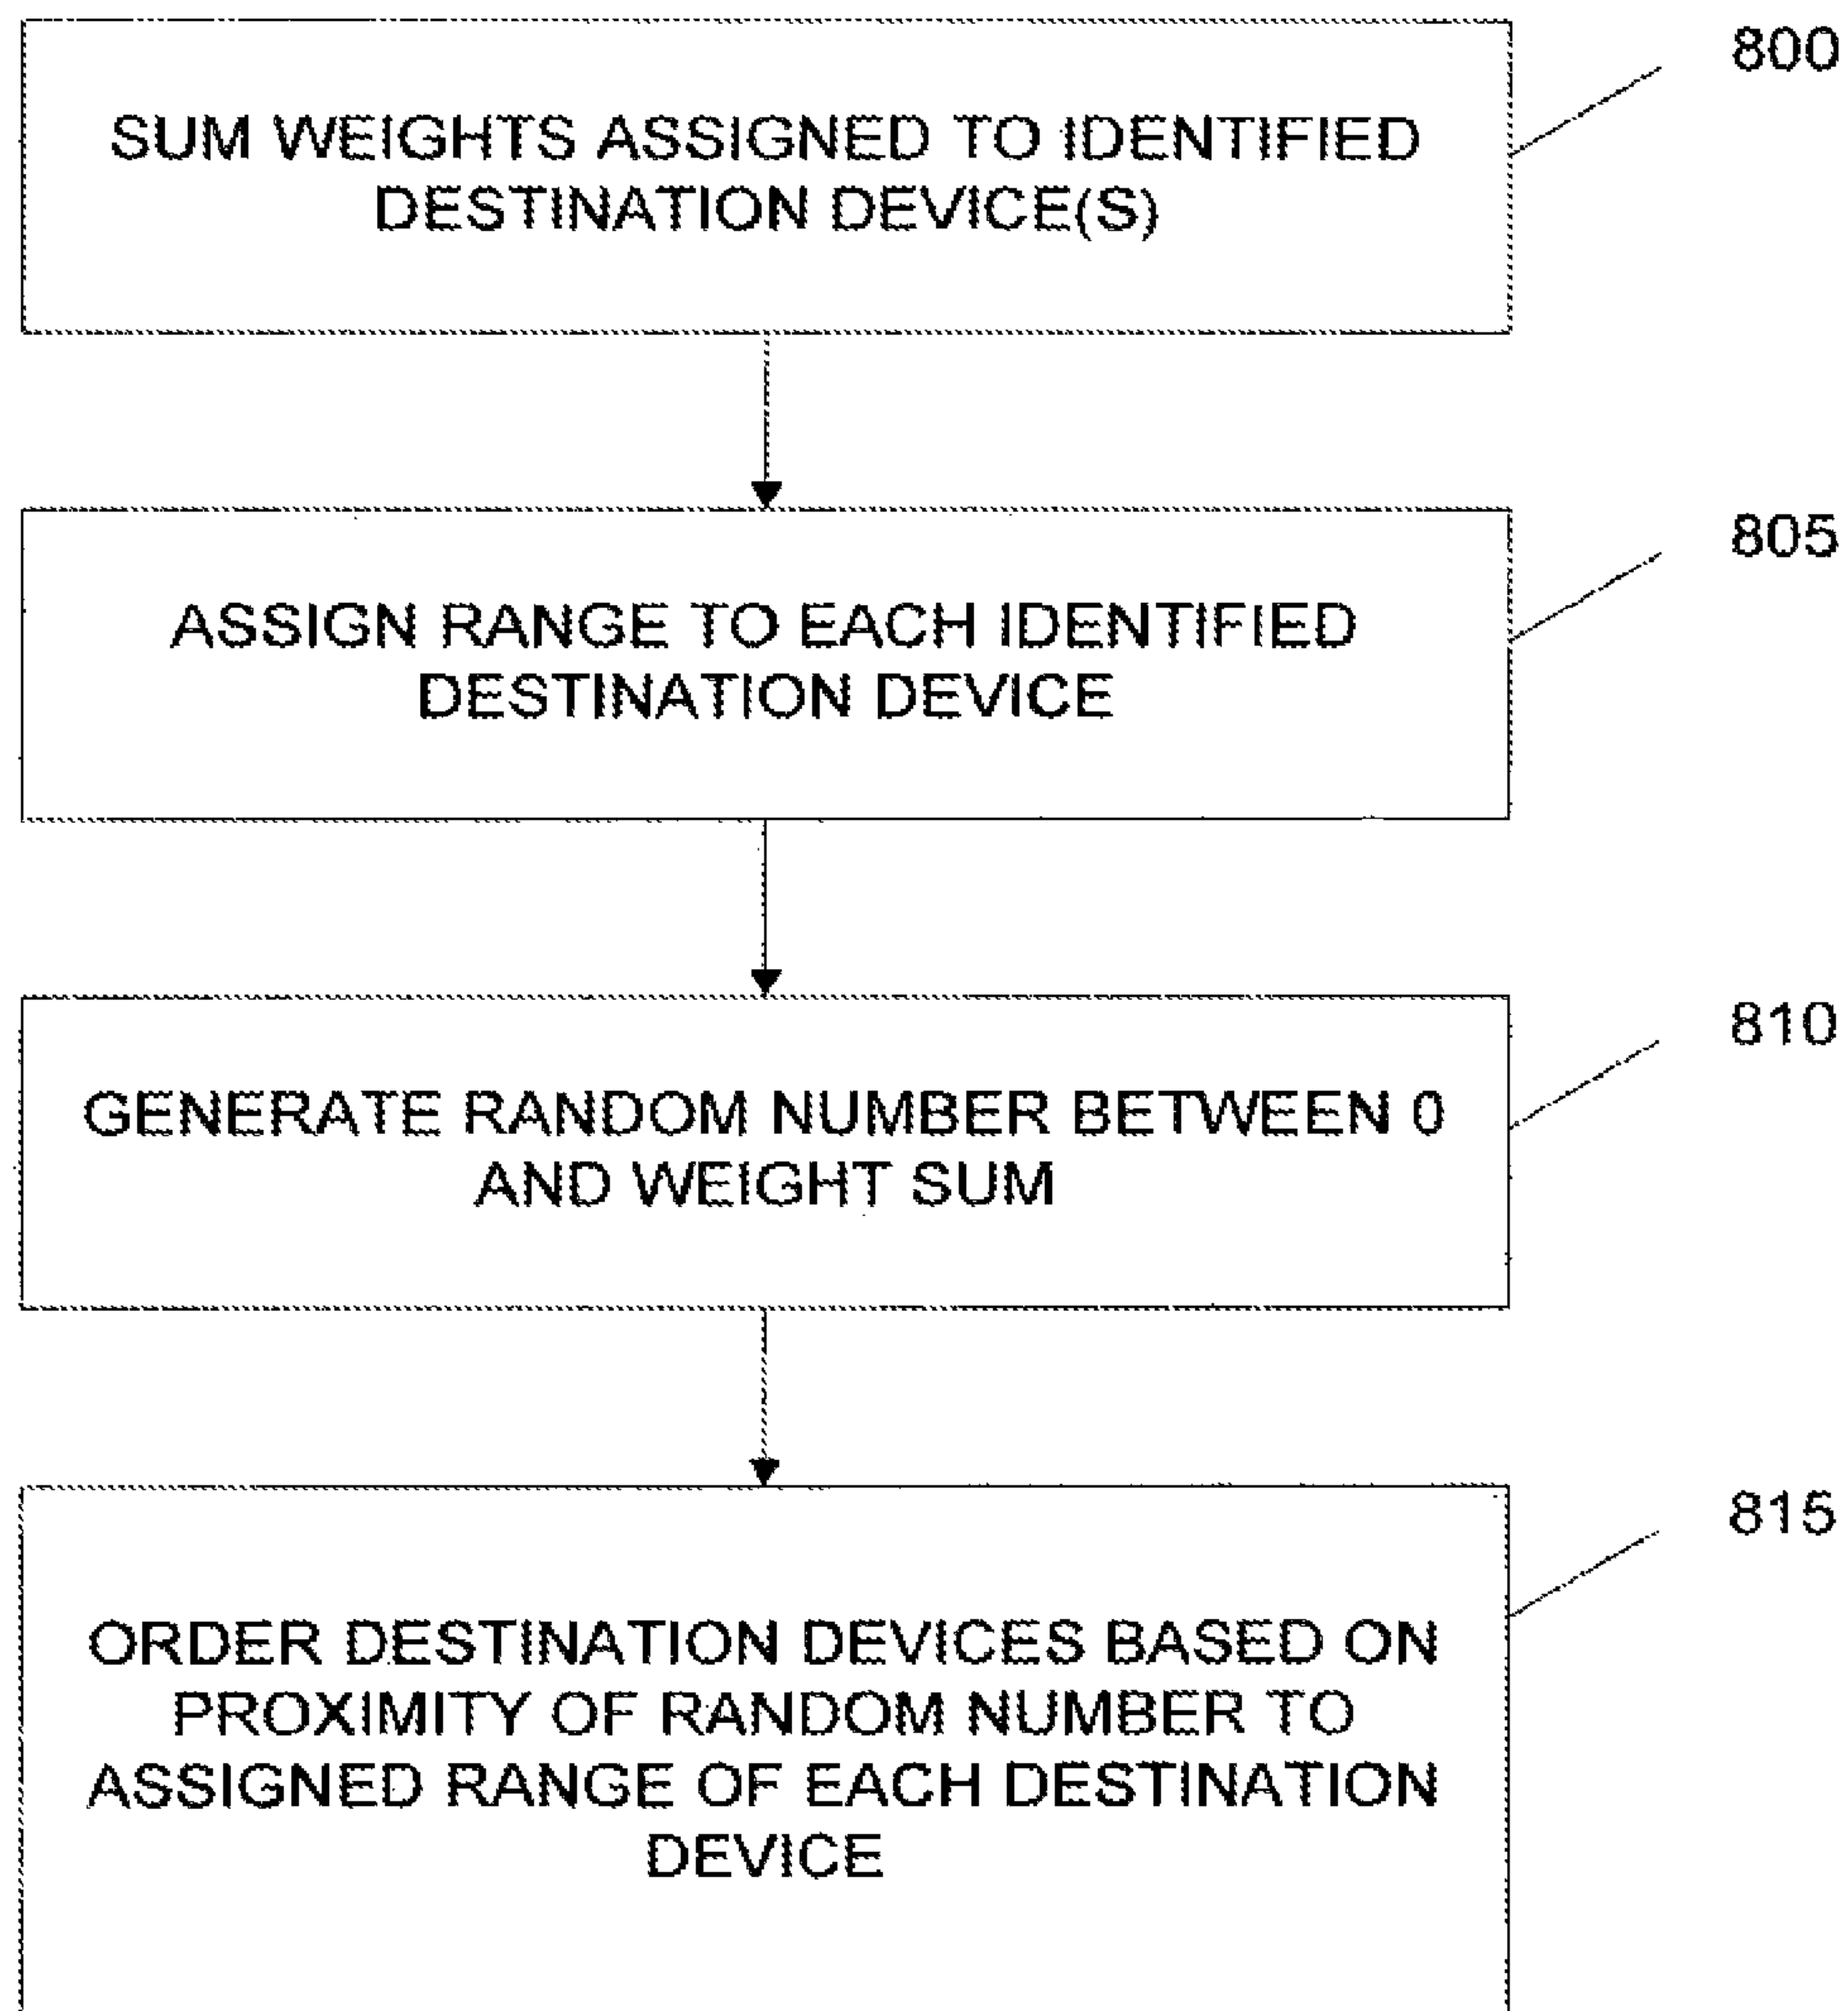 800
SUM WEIGHTS ASSIGNED TO IDENTIFIED
DESTINATION DEVICE(S)
805
ASSIGN RANGE TO EACH IDENTIFIED
DESTINATION DEVICE
810
GENERATE RANDOM NUMBER BETWEEN 0
AND WEIGHT SUM
815
ORDER DESTINATION DEVICES BASED ON
PROXIMITY OF RANDOM NUMBER TO
ASSIGNED RANGE OF EACH DESTINATION
DEVICE